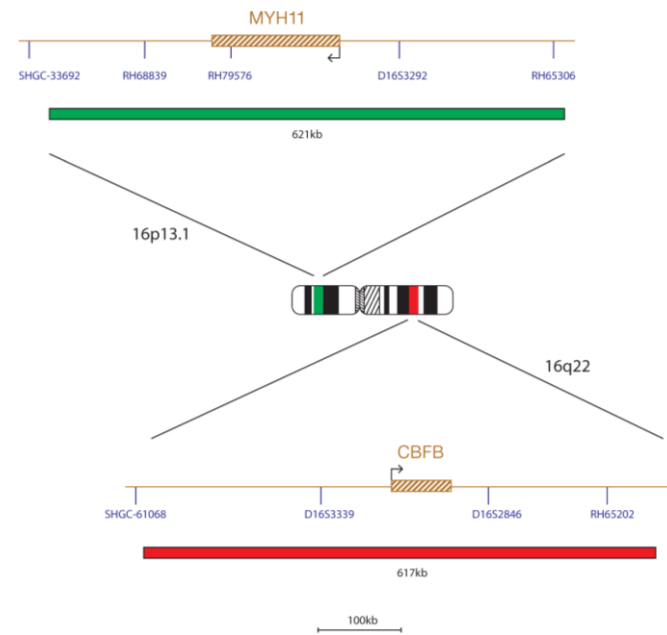 MYH11
SHGC-33692 RH68839 RH79576 D16S3292 RH65306
621kb
16p13.1
16q22
CBFB
SHGC-61068 D16S3339 D16S2846 RH65202
617kb
100kb